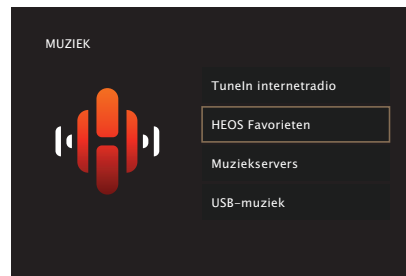 MUZIEK
TuneIn internetradio
HEOS Favorieten
Muziekservers
USB-muziek